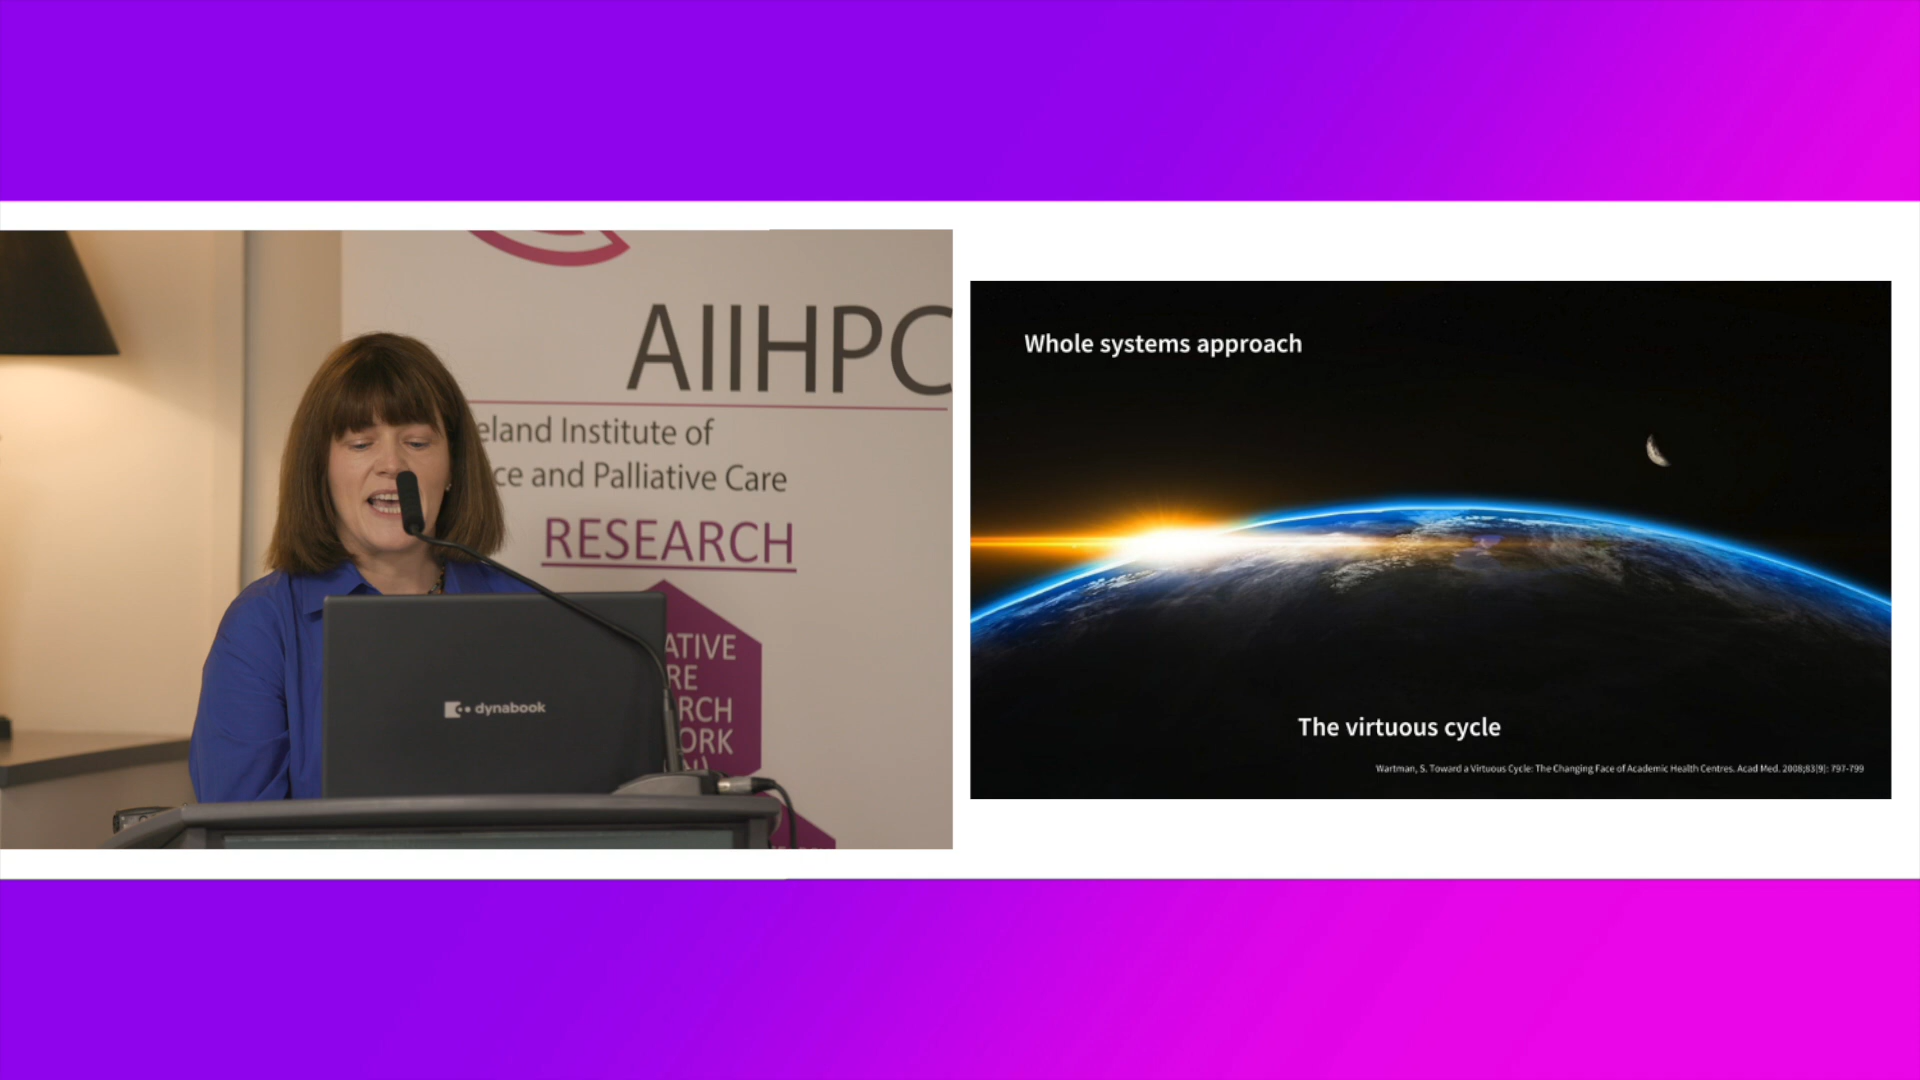 AIIHPC
eland Institute of
ce and Palliative Care
RESEARCH
ATIVE
RE
RCH
ORK
dynabook
Whole systems approach
The virtuous cycle
Wartman, S. Toward a Virtuous Cycle: The Changing Face of Academic Health Centres. Acad Med. 2008;83(9): 797-799